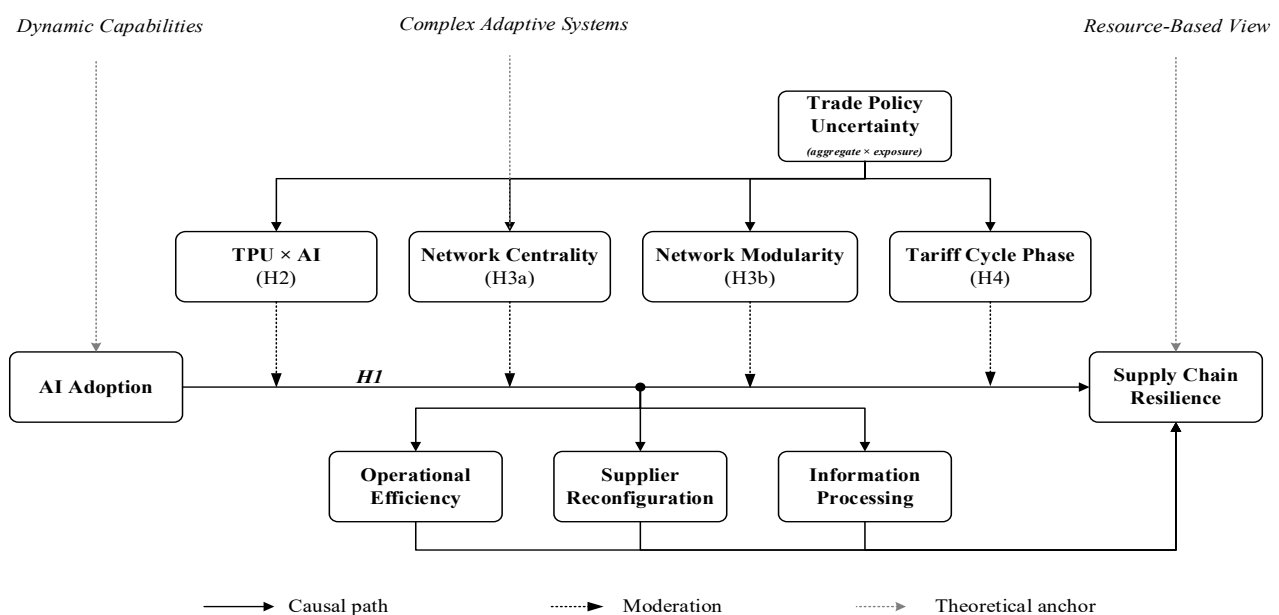 Dynamic Capabilities
Complex Adaptive Systems
Resource-Based View
Trade Policy
Uncertainty
(aggregate × exposure)
TPU × AI
(H2)
Network Centrality
(H3a)
Network Modularity
(H3b)
Tariff Cycle Phase
(H4)
AI Adoption
H1
Supply Chain
Resilience
Operational
Efficiency
Supplier
Reconfiguration
Information
Processing
Causal path
Moderation
Theoretical anchor